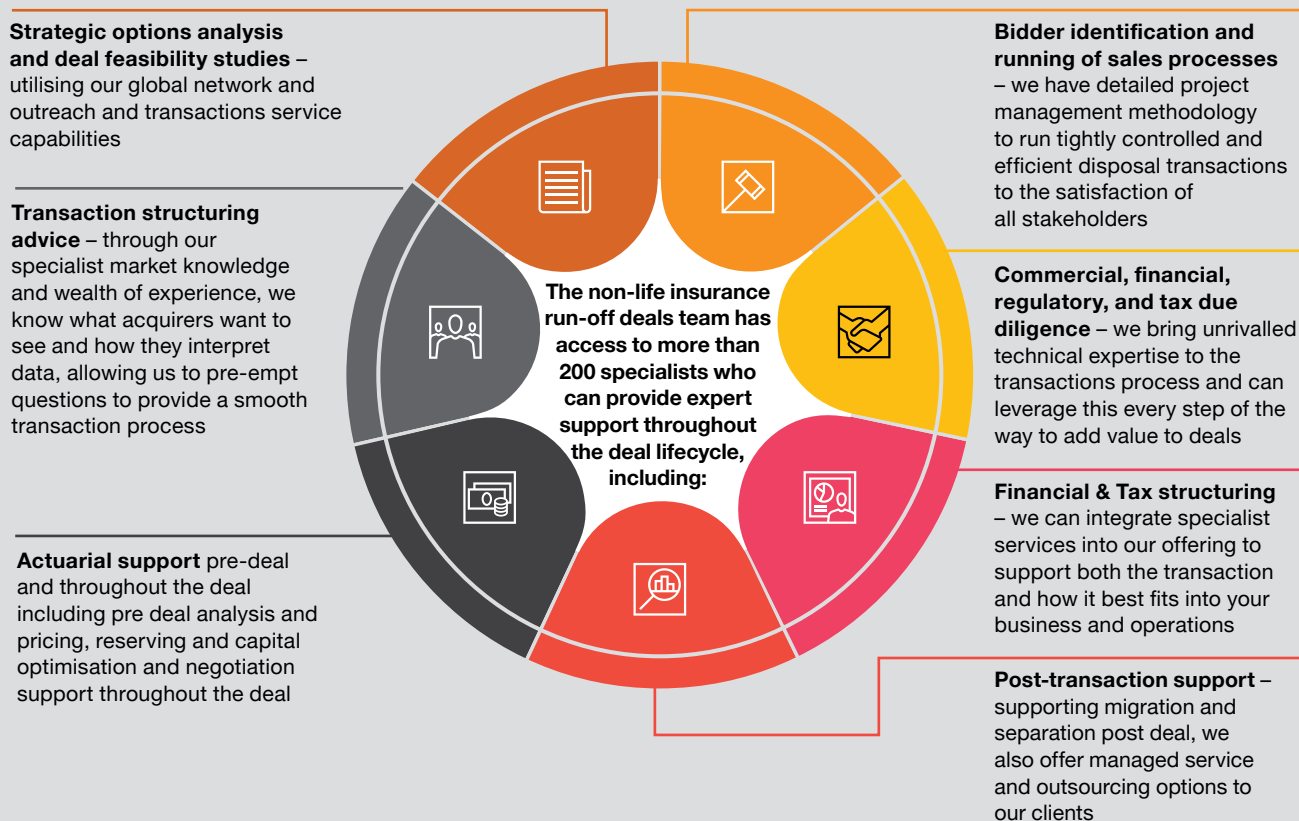 Strategic options analysis
and deal feasibility studies –
utilising our global network and
outreach and transactions service
capabilities
Transaction structuring
advice – through our
specialist market knowledge
and wealth of experience, we
know what acquirers want to
see and how they interpret
data, allowing us to pre-empt
questions to provide a smooth
transaction process
Actuarial support pre-deal
and throughout the deal
including pre deal analysis and
pricing, reserving and capital
optimisation and negotiation
support throughout the deal
The non-life insurance
run-off deals team has
access to more than
200 specialists who
can provide expert
support throughout
the deal lifecycle,
including:
Bidder identification and
running of sales processes
– we have detailed project
management methodology
to run tightly controlled and
efficient disposal transactions
to the satisfaction of
all stakeholders
Commercial, financial,
regulatory, and tax due
diligence – we bring unrivalled
technical expertise to the
transactions process and can
leverage this every step of the
way to add value to deals
Financial & Tax structuring
– we can integrate specialist
services into our offering to
support both the transaction
and how it best fits into your
business and operations
Post-transaction support –
supporting migration and
separation post deal, we
also offer managed service
and outsourcing options to
our clients